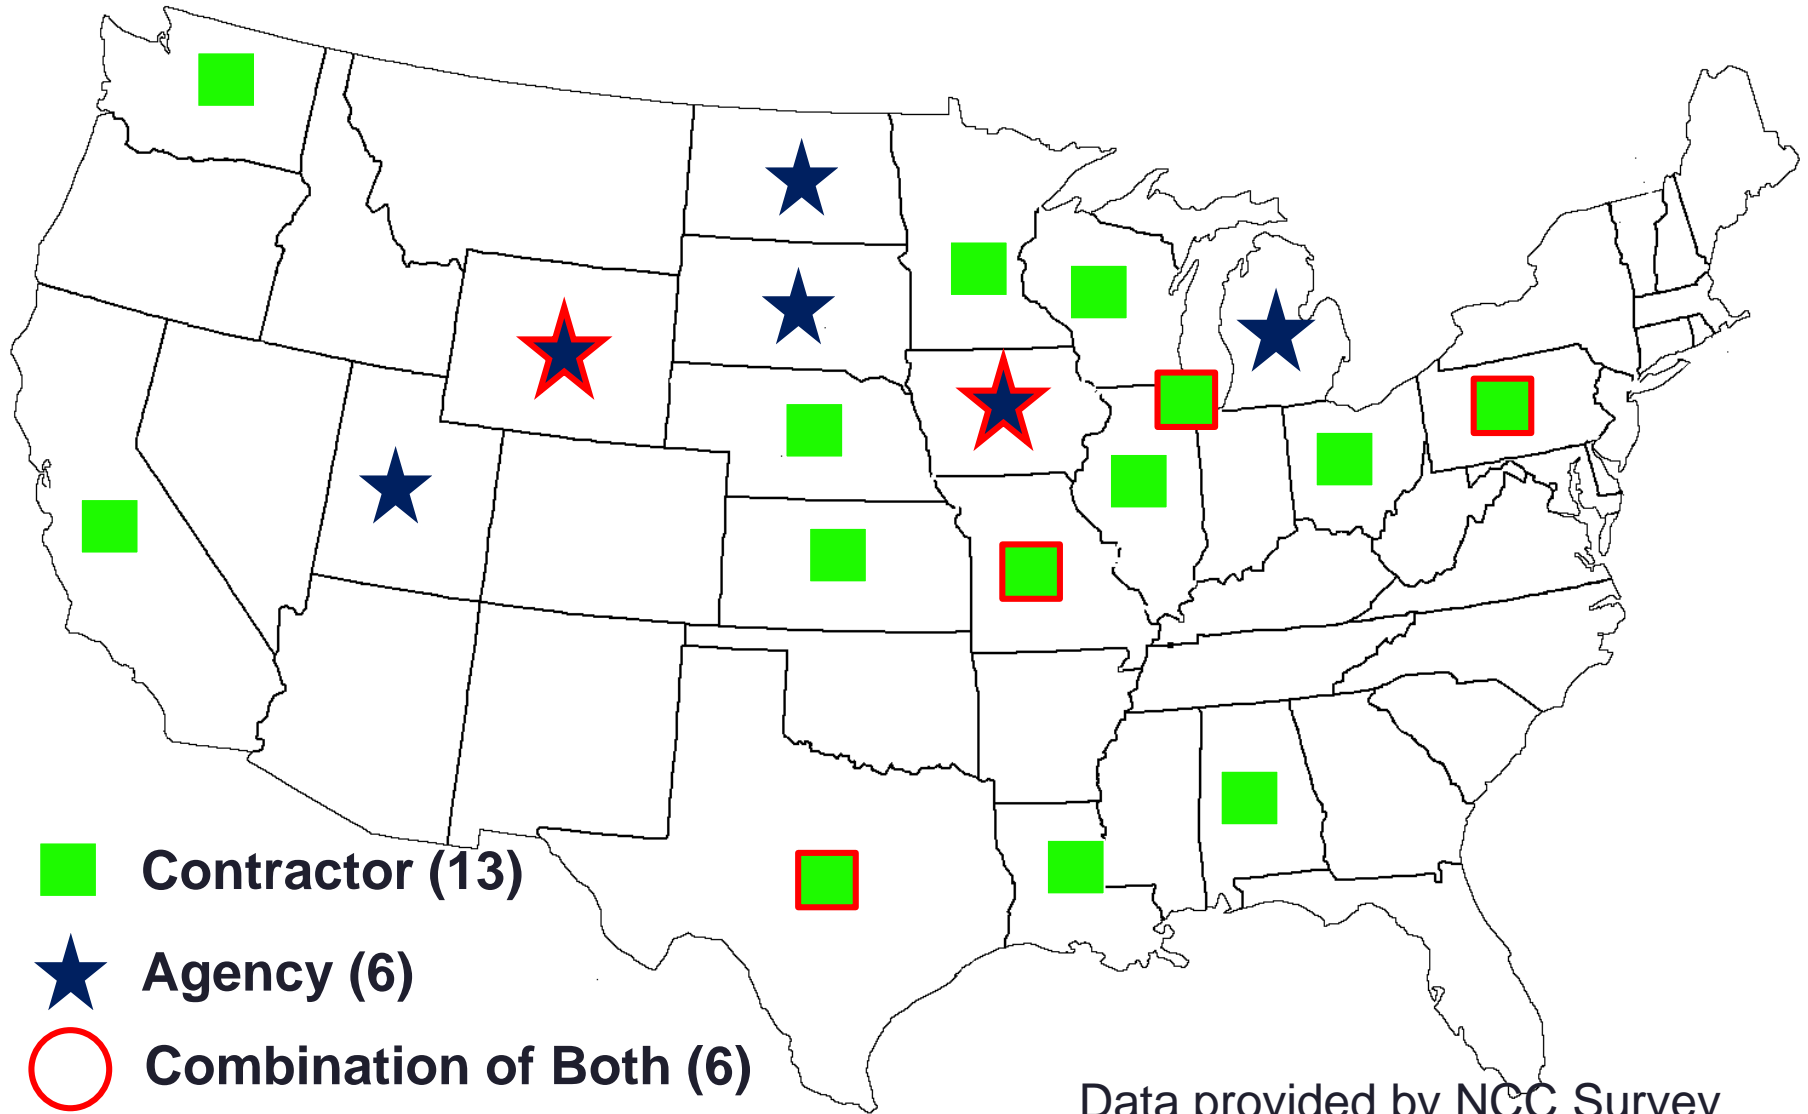 Contractor (13)
Agency (6)
Combination of Both (6)
Data provided by NCC Survey